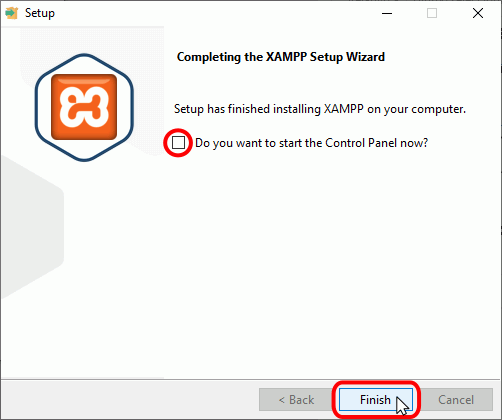 Setup
Completing the XAMPP Setup Wizard
Setup has finished installing XAMPP on your computer.
Do you want to start the Control Panel now?
< Back
Finish
Cancel